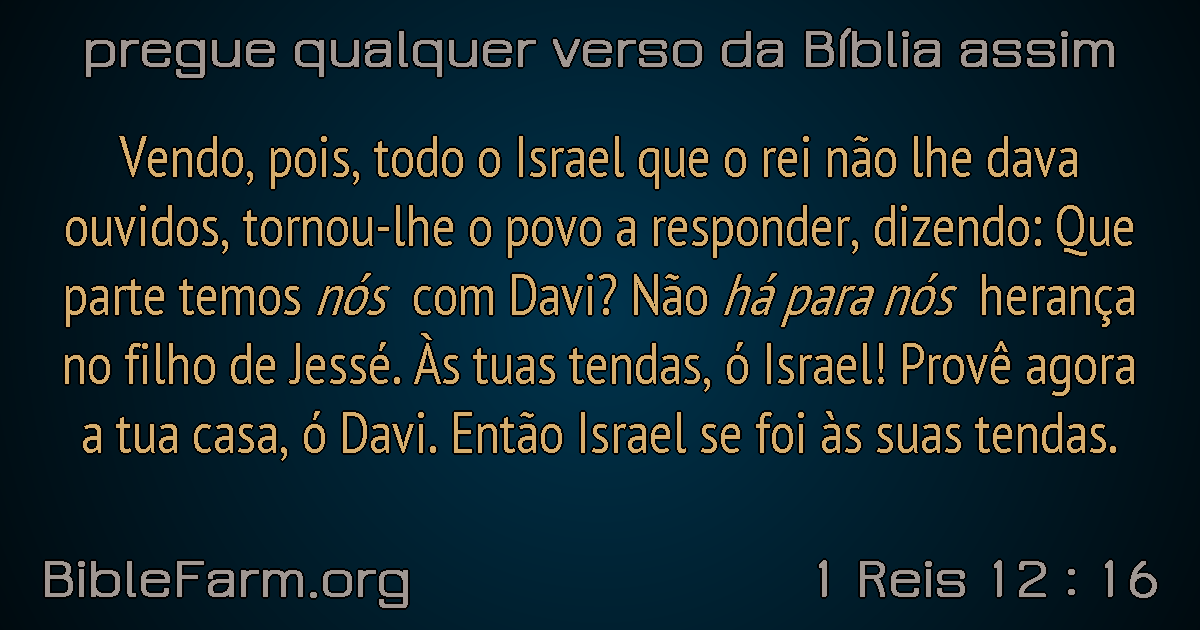 pregue qualquer verso da Bíblia assim
Vendo, pois, todo o Israel que o rei não lhe dava
ouvidos, tornou-lhe o povo a responder, dizendo: Que
parte temos nós com Davi? Não há para nós herança
no filho de Jessé. Às tuas tendas, ó Israel! Provê agora
a tua casa, ó Davi. Então Israel se foi às suas tendas.
BibleFarm.org
1 Reis 12 : 16